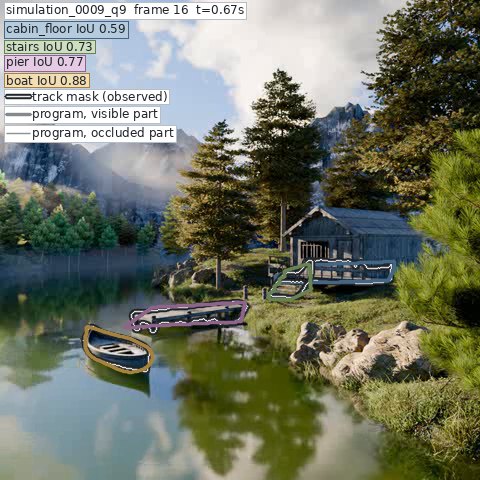 simulation_0009_q9 frame 16 t=0.67s
cabin_floor IoU 0.59
stairs IoU 0.73
pier IoU 0.77
boat IoU 0.88
track mask (observed)
program, visible part
program, occluded part